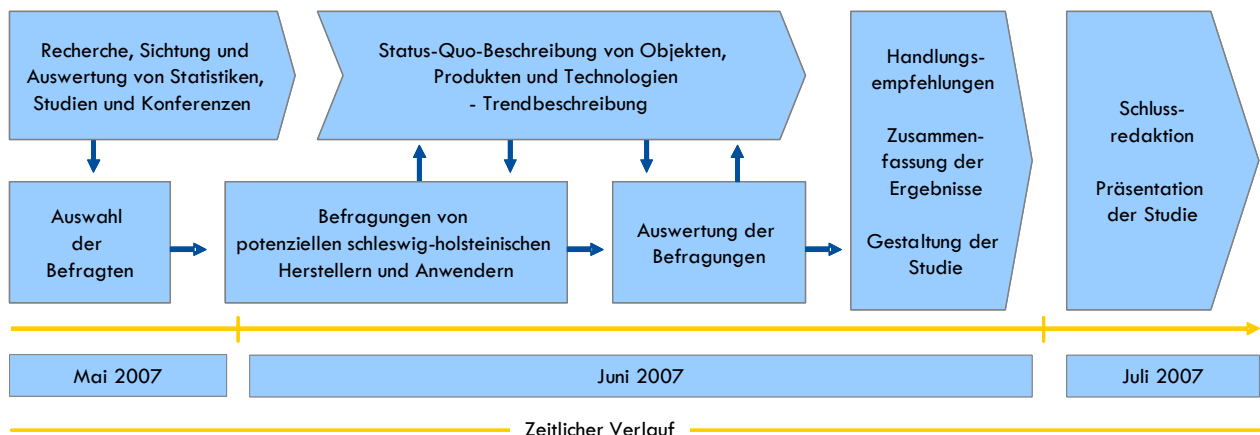 Recherche, Sichtung und
Auswertung von Statistiken,
Studien und Konferenzen
Status-Quo-Beschreibung von Objekten,
Produkten und Technologien
- Trendbeschreibung
Auswahl
der
Befragten
Befragungen von
potenziellen schleswig-holsteinischen
Herstellern und Anwendern
Auswertung der
Befragungen
Handlungs-
empfehlungen
Zusammen-
fassung der
Ergebnisse
Gestaltung der
Studie
Schluss-
redaktion
Präsentation
der Studie
Mai 2007
Juni 2007
Juli 2007
Zeitlicher Verlauf